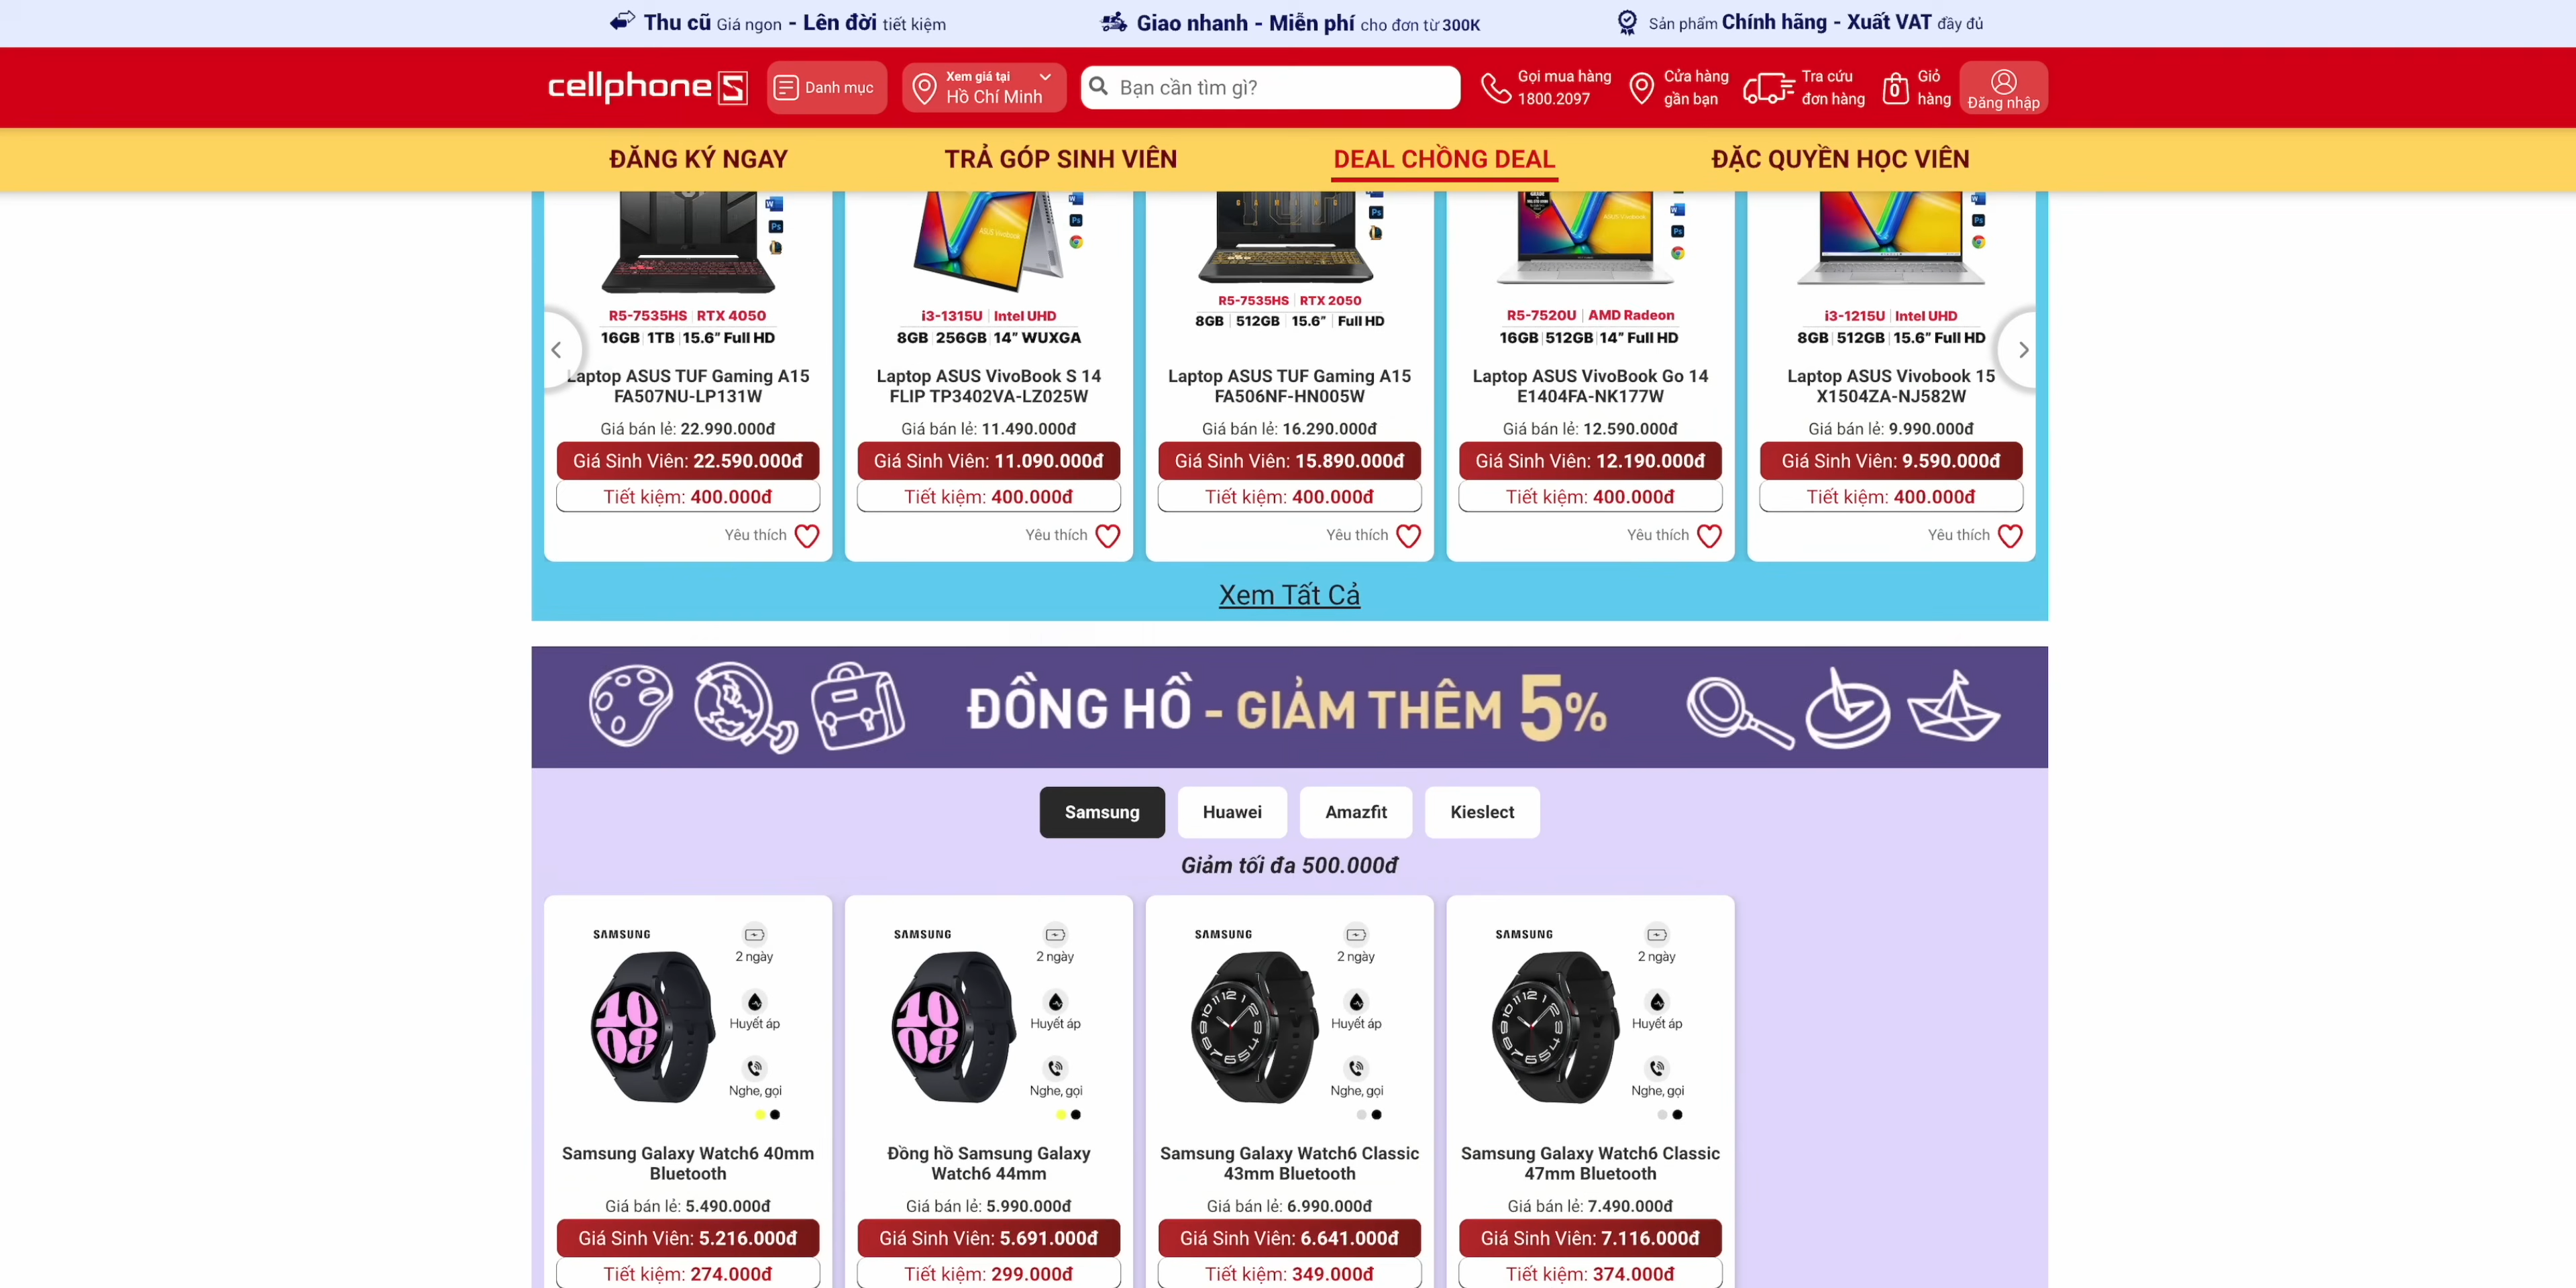 Thu cũ Giá ngon - Lên đời tiết kiệm
Giao nhanh - Miễn phí cho đơn từ 300K
Sản phẩm Chính hãng - Xuất VAT đầy đủ
cellphoneS
Danh mục
Xem giá tại
Hồ Chí Minh
Bạn cần tìm gì?
Gọi mua hàng
1800.2097
Cửa hàng
gần bạn
Tra cứu
đơn hàng
0
Giỏ
hàng
Đăng nhập
ĐĂNG KÝ NGAY
TRẢ GÓP SINH VIÊN
DEAL CHỒNG DEAL
ĐẶC QUYỀN HỌC VIÊN
R5-7535HS RTX 4050
16GB 1TB 15.6” Full HD
Laptop ASUS TUF Gaming A15
FA507NU-LP131W
Giá bán lẻ: 22.990.000đ
Giá Sinh Viên: 22.590.000đ
Tiết kiệm: 400.000đ
Yêu thích
i3-1315U Intel UHD
8GB 256GB 14” WUXGA
Laptop ASUS VivoBook S 14
FLIP TP3402VA-LZ025W
Giá bán lẻ: 11.490.000đ
Giá Sinh Viên: 11.090.000đ
Tiết kiệm: 400.000đ
Yêu thích
R5-7535HS RTX 2050
8GB 512GB 15.6” Full HD
Laptop ASUS TUF Gaming A15
FA506NF-HN005W
Giá bán lẻ: 16.290.000đ
Giá Sinh Viên: 15.890.000đ
Tiết kiệm: 400.000đ
Yêu thích
R5-7520U AMD Radeon
16GB 512GB 14” Full HD
Laptop ASUS VivoBook Go 14
E1404FA-NK177W
Giá bán lẻ: 12.590.000đ
Giá Sinh Viên: 12.190.000đ
Tiết kiệm: 400.000đ
Yêu thích
i3-1215U Intel UHD
8GB 512GB 15.6” Full HD
Laptop ASUS Vivobook 15
X1504ZA-NJ582W
Giá bán lẻ: 9.990.000đ
Giá Sinh Viên: 9.590.000đ
Tiết kiệm: 400.000đ
Yêu thích
Xem Tất Cả
ĐỒNG HỒ - GIẢM THÊM 5%
Samsung
Huawei
Amazfit
Kieslect
Giảm tối đa 500.000đ
SAMSUNG
2 ngày
Huyết áp
Nghe, gọi
Samsung Galaxy Watch6 40mm
Bluetooth
Giá bán lẻ: 5.490.000đ
Giá Sinh Viên: 5.216.000đ
Tiết kiệm: 274.000đ
SAMSUNG
2 ngày
Huyết áp
Nghe, gọi
Đồng hồ Samsung Galaxy
Watch6 44mm
Giá bán lẻ: 5.990.000đ
Giá Sinh Viên: 5.691.000đ
Tiết kiệm: 299.000đ
SAMSUNG
2 ngày
Huyết áp
Nghe, gọi
Samsung Galaxy Watch6 Classic
43mm Bluetooth
Giá bán lẻ: 6.990.000đ
Giá Sinh Viên: 6.641.000đ
Tiết kiệm: 349.000đ
SAMSUNG
2 ngày
Huyết áp
Nghe, gọi
Samsung Galaxy Watch6 Classic
47mm Bluetooth
Giá bán lẻ: 7.490.000đ
Giá Sinh Viên: 7.116.000đ
Tiết kiệm: 374.000đ